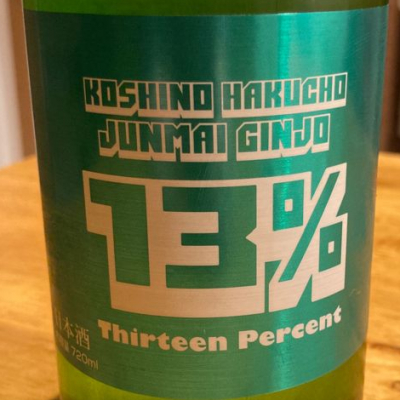 KOSHINO HAKUCHO
JUNMAI GINJO
13%
Thirteen Percent
日本酒
720ml